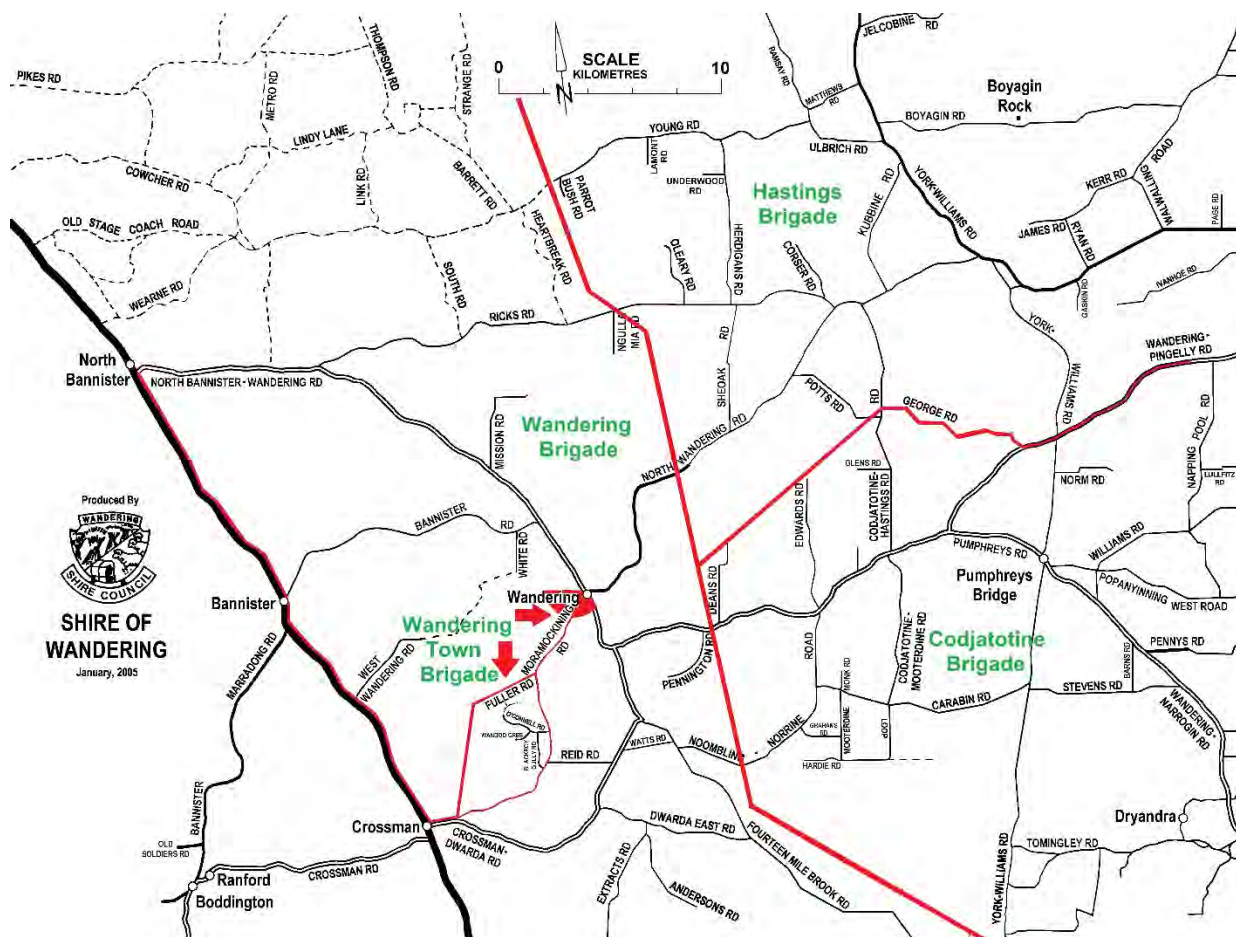 SCALE
KILOMETRES
0
10
N
PIKES RD
METRO RD
THOMPSON RD
STRANGE RD
LINDY LANE
COWCHER RD
LINK RD
BARRETT RD
OLD STAGE COACH ROAD
WEARNE RD
SOUTH RD
HEARTBREAK RD
PARROT
BUSH RD
YOUNG RD
LAMONT
RD
UNDERWOOD
RD
RAMSAY RD
MATTHEWS
RD
ULBRICH RD
JELCOBINE
RD
Boyagin
Rock
BOYAGIN RD
YORK-WILLIAMS RD
KUBBINE RD
Hastings
Brigade
HERDIGANS RD
OLEARY RD
CORSER RD
KERR RD
WALWALLING ROAD
JAMES RD
RYAN RD
PAGE RD
GASKIN RD
IVANHOE RD
RICKS RD
NGULLA
MIA RD
North
Bannister
NORTH BANNISTER-WANDERING RD
SHEOAK RD
YORK-
WILLIAMS RD
WANDERING-
PINGELLY RD
POTTS RD
RD
GEORGE RD
MISSION RD
Wandering
Brigade
NORTH WANDERING RD
GLENS RD
EDWARDS RD
CODJATOTINE-
HASTINGS RD
NORM RD
NAPPING POOL RD
LULLFITZ
RD
Produced By
WANDERING
SHIRE COUNCIL
SHIRE OF
WANDERING
January, 2005
BANNISTER RD
WHITE RD
PUMPHREYS RD
WILLIAMS RD
Pumphreys
Bridge
POPANYINNING
WEST ROAD
Bannister
Wandering
DEANS RD
Wandering
Town
Brigade
MORAMOCKINING
RD
MARRADONG RD
WEST
WANDERING RD
FULLER RD
PENNINGTON RD
ROAD
MONK RD
CODJATOTINE-
MOOTERDINE RD
Codjatotine
Brigade
BARNS RD
PENNYS RD
O'CONNELL RD
GULLY RD
REID RD
WATTS RD
NOOMBLING-
NORRINE
GRAHAMS
RD
MOOTERDINE
LOOP
HARDIE RD
CARABIN RD
STEVENS RD
WANDERING-
NARROGIN RD
Crossman
CROSSMAN-
DWARDA RD
DWARDA EAST RD
FOURTEEN MILE BROOK RD
Dryandra
BANNISTER
OLD
SOLDIERS RD
Ranford
Boddington
CROSSMAN RD
EXTRACTS RD
ANDERSONS RD
YORK-WILLIAMS RD
TOMINGLEY RD